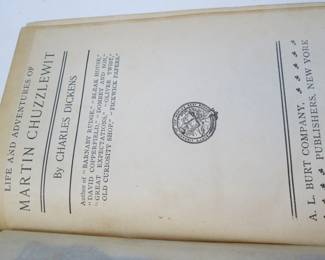 LIFE AND ADVENTURES OF
MARTIN CHUZZLEWIT
By CHARLES DICKENS
Author of "BARNABY RUDGE," "BLEAK HOUSE,"
"DAVID COPPERFIELD," "DOMBEY AND SON,"
"GREAT EXPECTATIONS," "OLIVER TWIST,"
OLD CURIOSITY SHOP," "PICKWICK PAPERS,"
A. L. BURT COMPANY,
PUBLISHERS, NEW YORK